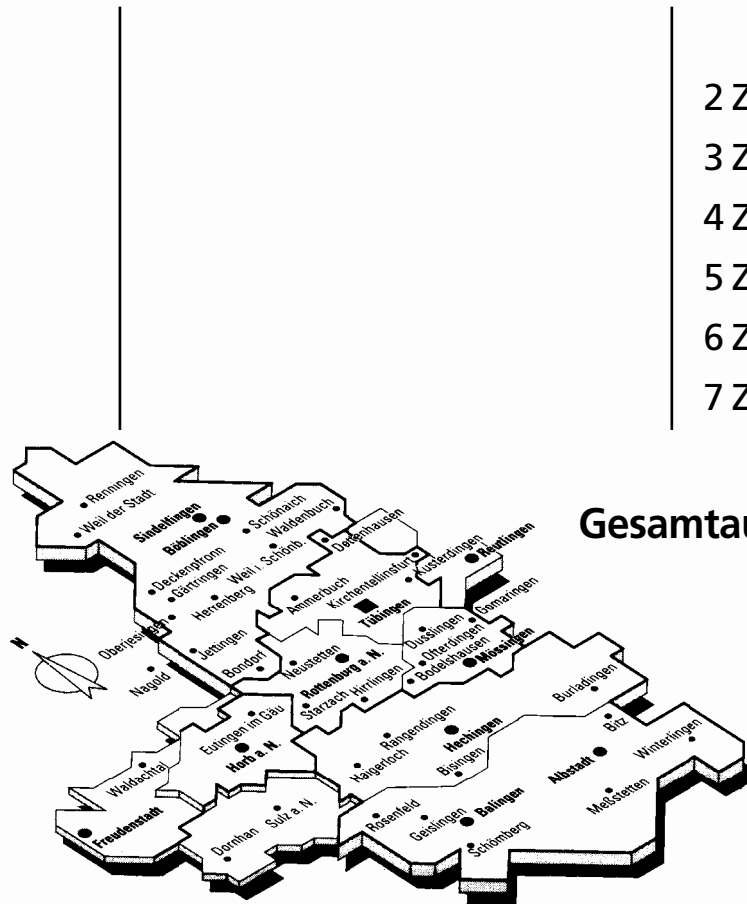 2 Z
3 Z
4 Z
5 Z
6 Z
7 Z
Gesamtau
Renningen
Weil der Stadt
Sindelfingen
Böblingen
Schönaich
Waldenbuch
Dettenhausen
Deckenpfronn
Gärtringen
Weil i. Schönb.
Herrenberg
Ammerbuch
Kirchentellinsfurt
Kusterdingen
Reutlingen
Tübingen
Gomaringen
Dusslingen
Ofterdingen
Bodelshausen
Mössingen
Oberjesingen
Jettingen
Bondorf
Nagold
N
Neustetten
Rottenburg a. N.
Starzach
Hirrlingen
Eutingen im Gäu
Horb a. N.
Waldachtal
Freudenstadt
Dornhan
Sulz a. N.
Rangendingen
Haigerloch
Hechingen
Bisingen
Burladingen
Bitz
Winterlingen
Albstadt
Meßstetten
Rosenfeld
Geislingen
Balingen
Schömberg